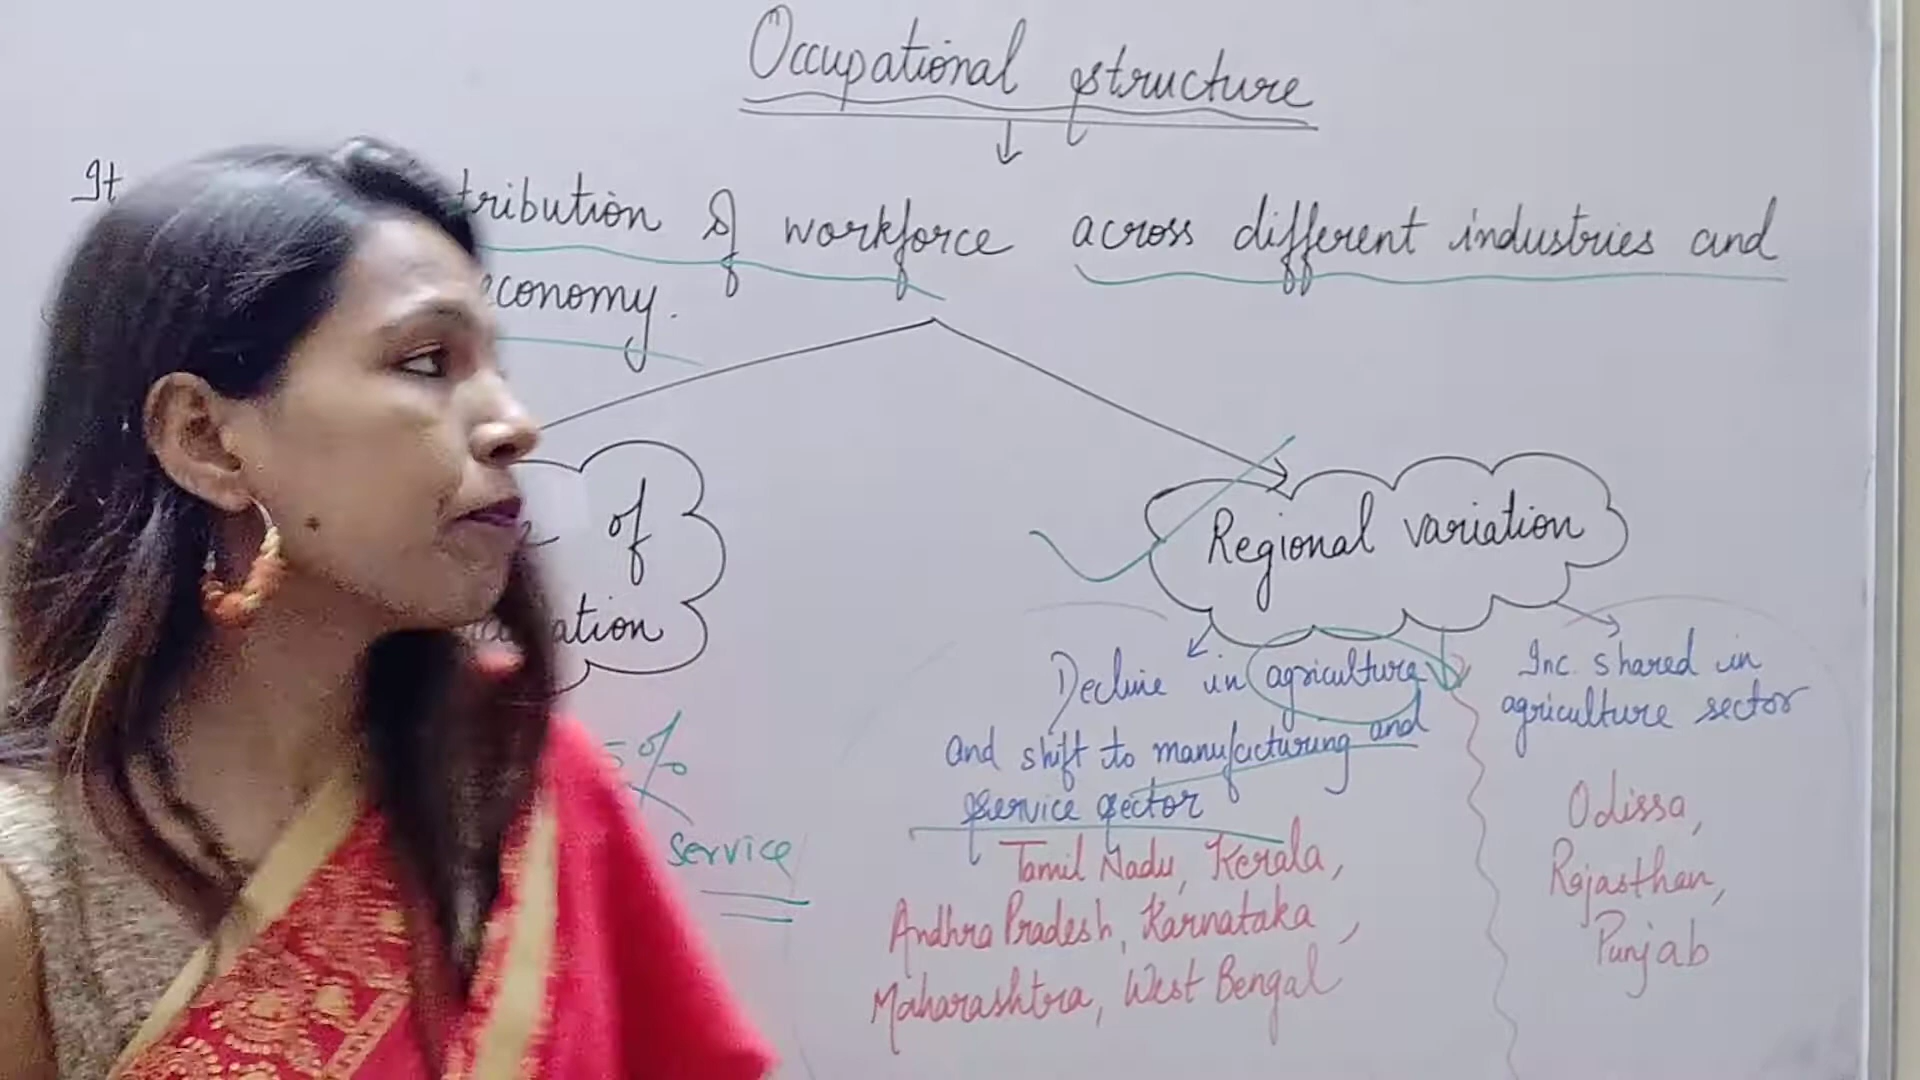 Occupational structure
It tribution of workforce across different industries and
economy.
of
ation
Regional variation
5%
service
Decline in agriculture
and shift to manufacturing and
service sector
Tamil Nadu, Kerala,
Andhra Pradesh, Karnataka,
Maharashtra, West Bengal
Inc. shared in
agriculture sector
Odissa,
Rajasthan,
Punjab